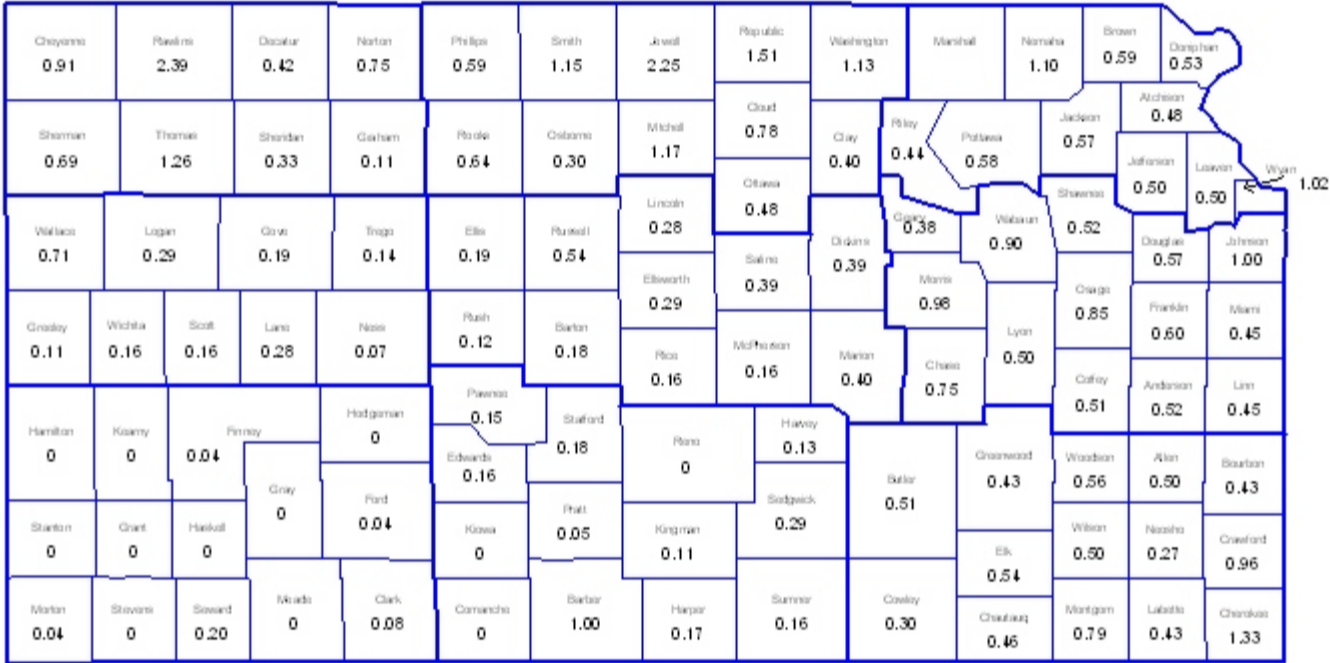 Cheyenne
0.91
Rawlins
2.39
Decatur
0.42
Norton
0.75
Phillips
0.59
Smith
1.15
Jewell
2.25
Republic
1.51
Washington
1.13
Marshall
Nemaha
1.10
Brown
0.59
Doniphan
0.53
Sherman
0.69
Thomas
1.26
Sheridan
0.33
Graham
0.11
Rooks
0.64
Osborne
0.30
Mitchell
1.17
Cloud
0.78
Clay
0.40
Riley
0.44
Pottawa
0.58
Jackson
0.57
Atchison
0.48
Jefferson
0.50
Leaven
0.50
Wyan
1.02
Ottawa
0.48
Wallace
0.71
Logan
0.29
Gove
0.19
Trego
0.14
Ellis
0.19
Russell
0.54
Lincoln
0.28
Saline
0.39
Dickins
0.39
Geary
0.38
Wabaun
0.90
Shawnee
0.52
Douglas
0.57
Johnson
1.00
Ellsworth
0.29
Morris
0.98
Osage
0.85
Franklin
0.60
Miami
0.45
Greeley
0.11
Wichita
0.16
Scott
0.16
Lane
0.28
Ness
0.07
Rush
0.12
Barton
0.18
Rice
0.16
McPherson
0.16
Marion
0.40
Chase
0.75
Lyon
0.50
Coffey
0.51
Anderson
0.52
Linn
0.45
Hamilton
0
Kearny
0
Finney
0.04
Hodgeman
0
Pawnee
0.15
Stafford
0.18
Reno
0
Harvey
0.13
Butler
0.51
Greenwood
0.43
Woodson
0.56
Allen
0.50
Bourbon
0.43
Gray
0
Ford
0.04
Edwards
0.16
Sedgwick
0.29
Stanton
0
Grant
0
Haskell
0
Kiowa
0
Pratt
0.05
Kingman
0.11
Elk
0.54
Wilson
0.50
Neosho
0.27
Crawford
0.96
Morton
0.04
Stevens
0
Seward
0.20
Meade
0
Clark
0.08
Comanche
0
Barber
1.00
Harper
0.17
Sumner
0.16
Cowley
0.30
Chautauq
0.46
Montgom
0.79
Labette
0.43
Cherokee
1.33